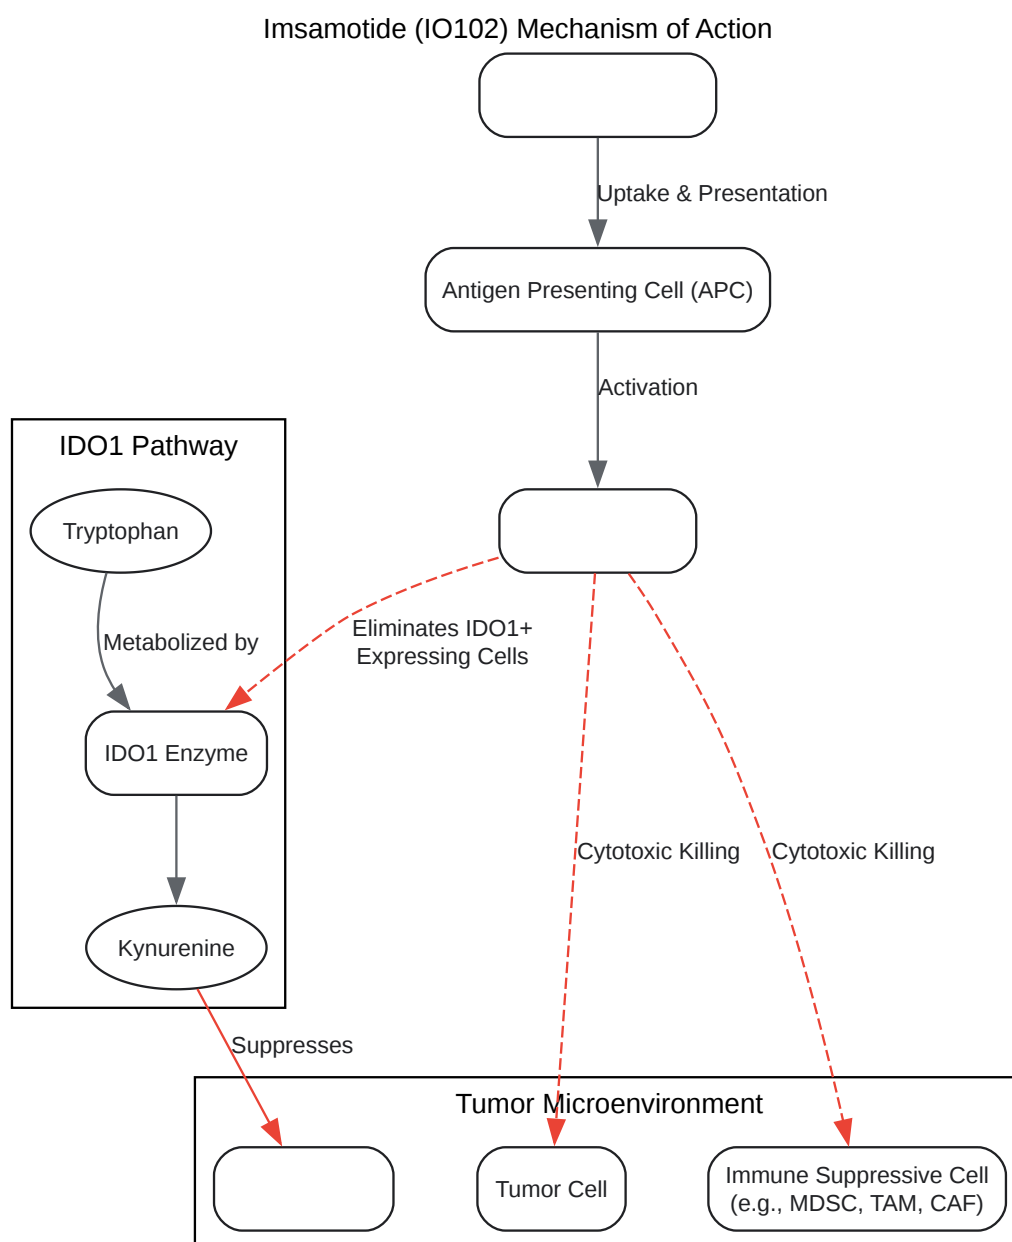 Imsamotide (IO102) Mechanism of Action
Uptake & Presentation
Antigen Presenting Cell (APC)
Activation
IDO1 Pathway
Tryptophan
Metabolized by
IDO1 Enzyme
Kynurenine
Eliminates IDO1+
Expressing Cells
Cytotoxic Killing
Cytotoxic Killing
Suppresses
Tumor Microenvironment
Tumor Cell
Immune Suppressive Cell
(e.g., MDSC, TAM, CAF)